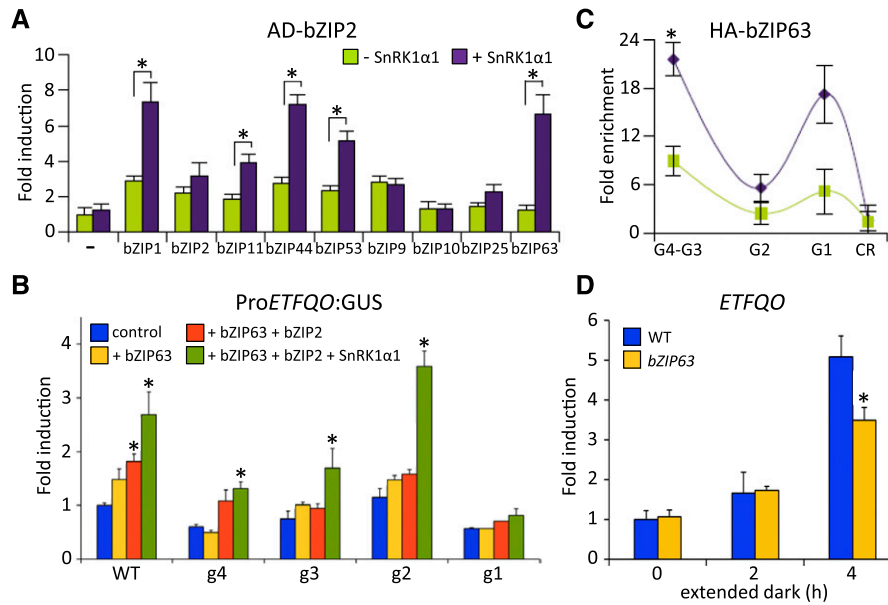 A
AD-bZIP2
- SnRK1α1
+ SnRK1α1
Fold induction
10
8
6
4
2
0
*
*
*
*
*
–
bZIP1
bZIP2
bZIP11
bZIP44
bZIP53
bZIP9
bZIP10
bZIP25
bZIP63
C
HA-bZIP63
Fold enrichment
24
18
12
6
0
*
G4-G3
G2
G1
CR
B
ProETFQO:GUS
control
+ bZIP63
+ bZIP63 + bZIP2
+ bZIP63 + bZIP2 + SnRK1α1
Fold induction
4
3
2
1
0
*
*
*
*
*
WT
g4
g3
g2
g1
D
ETFQO
WT
bZIP63
Fold induction
6
5
4
3
2
1
0
*
0
2
4
extended dark (h)